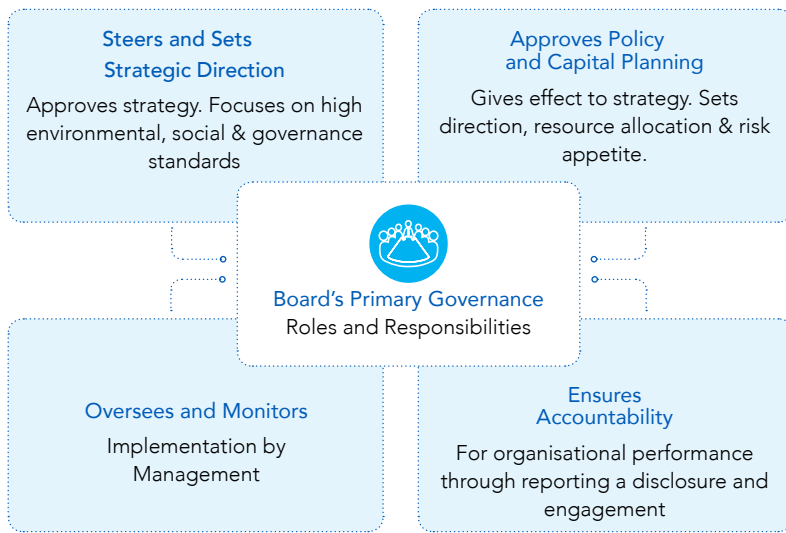 Steers and Sets
Strategic Direction
Approves strategy. Focuses on high
environmental, social & governance
standards
Approves Policy
and Capital Planning
Gives effect to strategy. Sets
direction, resource allocation & risk
appetite.
Board's Primary Governance
Roles and Responsibilities
Oversees and Monitors
Implementation by
Management
Ensures
Accountability
For organisational performance
through reporting a disclosure and
engagement